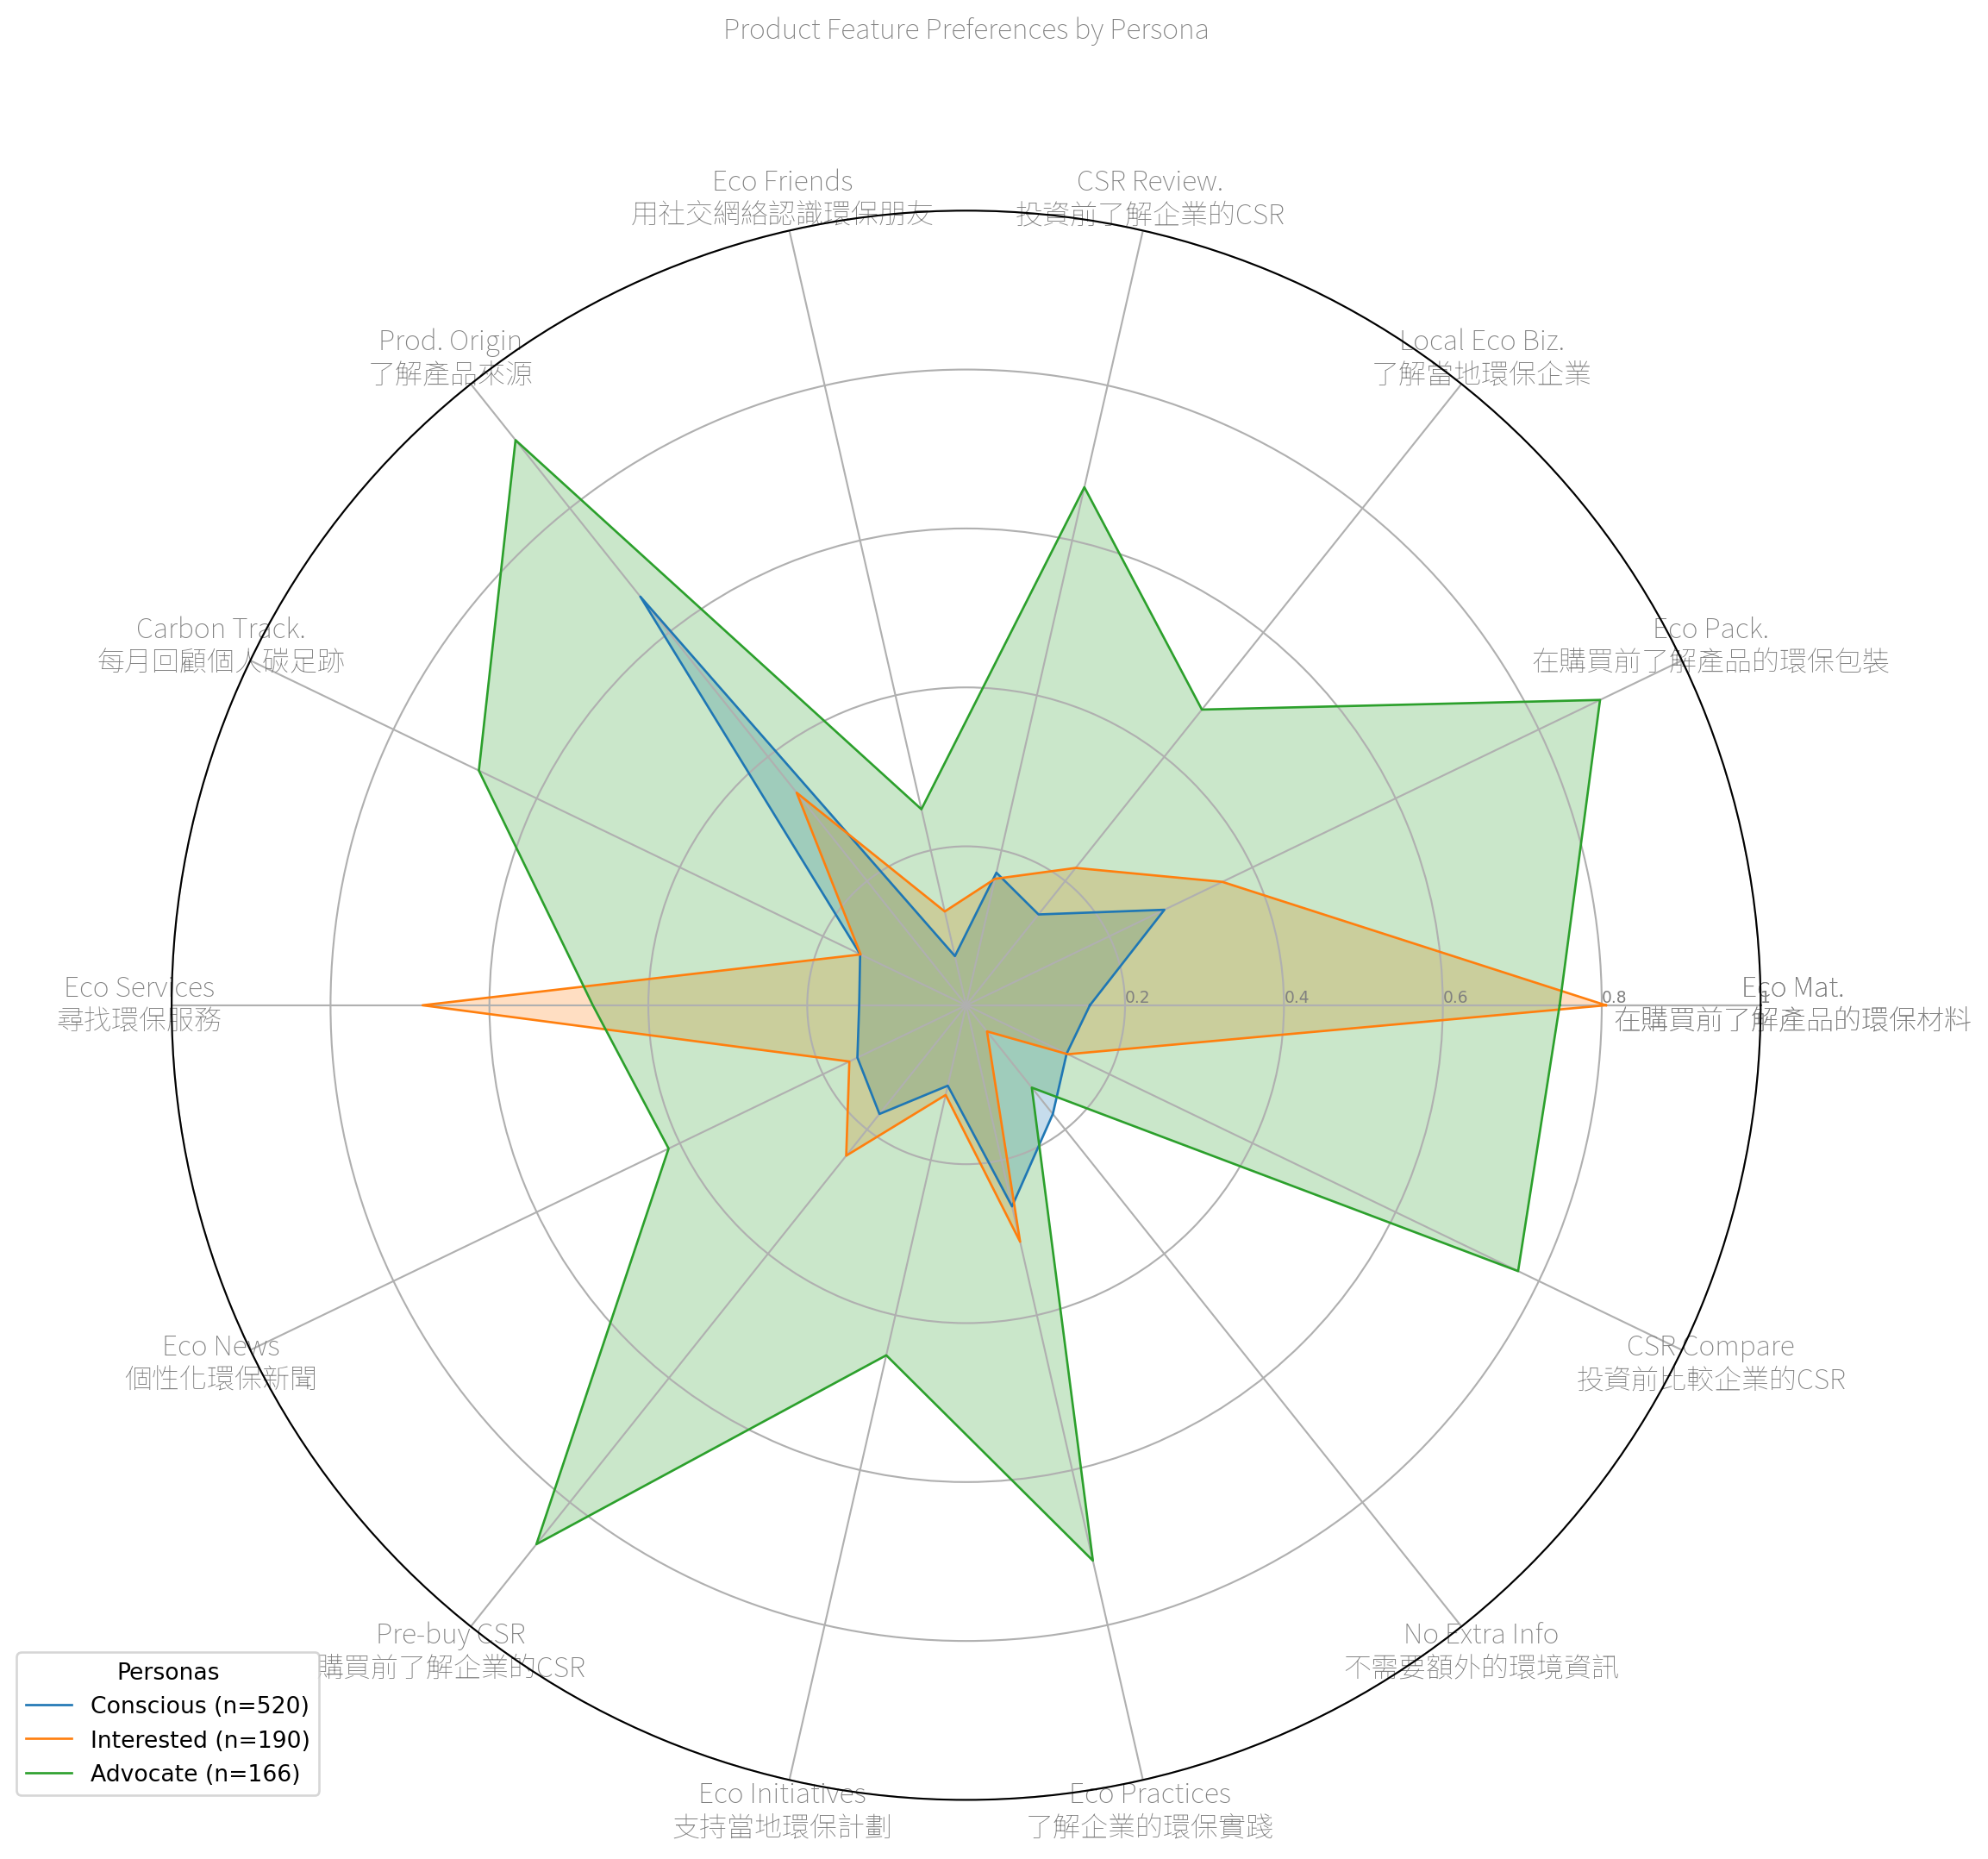 Product Feature Preferences by Persona
Eco Friends
用社交網絡認識環保朋友
CSR Review.
投資前了解企業的CSR
Prod. Origin
了解產品來源
Local Eco Biz.
了解當地環保企業
Carbon Track.
每月回顧個人碳足跡
Eco Pack.
在購買前了解產品的環保包裝
Eco Services
尋找環保服務
0.2
0.4
0.6
0.8
1
Eco Mat.
在購買前了解產品的環保材料
Eco News
個性化環保新聞
CSR Compare
投資前比較企業的CSR
Pre-buy CSR
購買前了解企業的CSR
No Extra Info
不需要額外的環境資訊
Personas
Conscious (n=520)
Interested (n=190)
Advocate (n=166)
Eco Initiatives
支持當地環保計劃
Eco Practices
了解企業的環保實踐